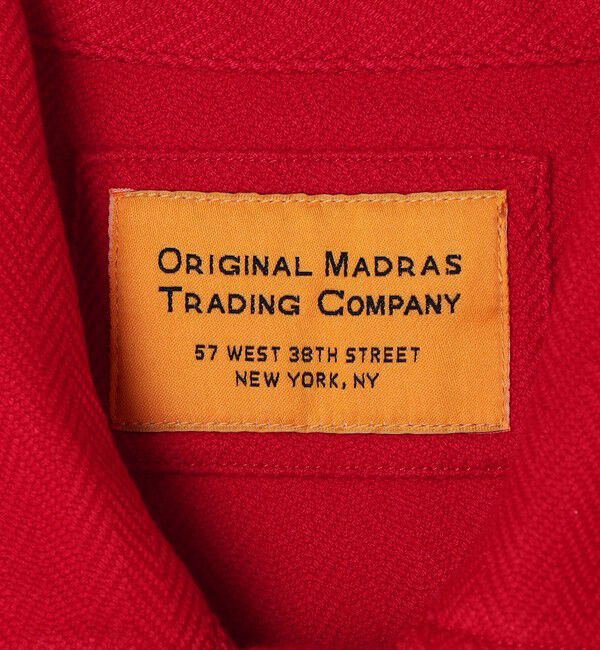 ORIGINAL MADRAS
TRADING COMPANY
57 WEST 38TH STREET
NEW YORK, NY